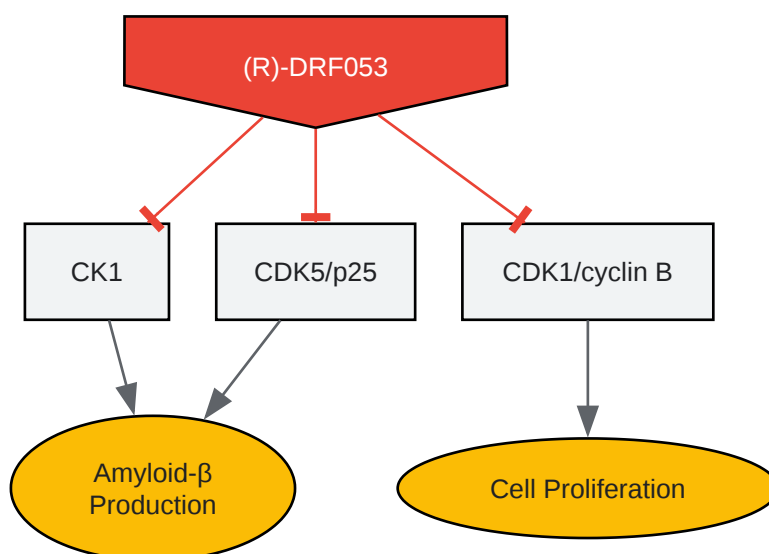 (R)-DRF053
CK1
CDK5/p25
CDK1/cyclin B
Amyloid-β
Production
Cell Proliferation